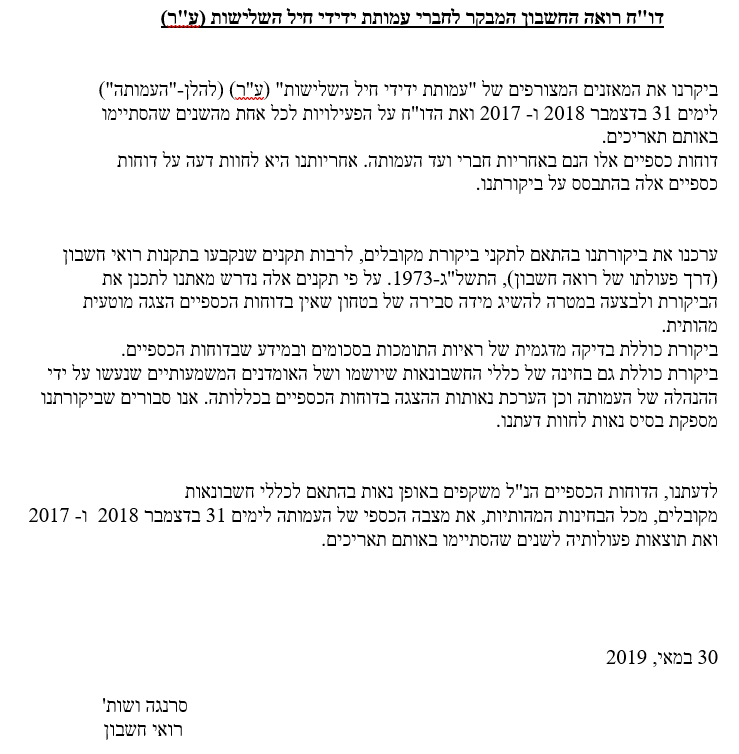 דו"ח רואה החשבון המבקר לחברי עמותת ידידי חיל השלישות (ע"ר)
ביקרנו את המאזנים המצורפים של "עמותת ידידי חיל השלישות" (ע"ר) (להלן-"העמותה")
לימים 31 בדצמבר 2018 ו- 2017 ואת הדו"ח על הפעילויות לכל אחת מהשנים שהסתיימו
באותם תאריכים.
דוחות כספיים אלו הנם באחריות חברי ועד העמותה. אחריותנו היא לחוות דעה על דוחות
כספיים אלה בהתבסס על ביקורתנו.
ערכנו את ביקורתנו בהתאם לתקני ביקורת מקובלים, לרבות תקנים שנקבעו בתקנות רואי חשבון
(דרך פעולתו של רואה חשבון), התשל"ג-1973. על פי תקנים אלה נדרש מאתנו לתכנן את
הביקורת ולבצעה במטרה להשיג מידה סבירה של בטחון שאין בדוחות הכספיים הצגה מוטעית
מהותית.
ביקורת כוללת בדיקה מדגמית של ראיות התומכות בסכומים ובמידע שבדוחות הכספיים.
ביקורת כוללת גם בחינה של כללי החשבונאות שיושמו ושל האומדנים המשמעותיים שנעשו על ידי
ההנהלה של העמותה וכן הערכת נאותות ההצגה בדוחות הכספיים בכללותה. אנו סבורים שביקורתנו
מספקת בסיס נאות לחוות דעתנו.
לדעתנו, הדוחות הכספיים הנ"ל משקפים באופן נאות בהתאם לכללי חשבונאות
מקובלים, מכל הבחינות המהותיות, את מצבה הכספי של העמותה לימים 31 בדצמבר 2018 ו- 2017
ואת תוצאות פעולותיה לשנים שהסתיימו באותם תאריכים.
30 במאי, 2019
סרנגה ושות'
רואי חשבון